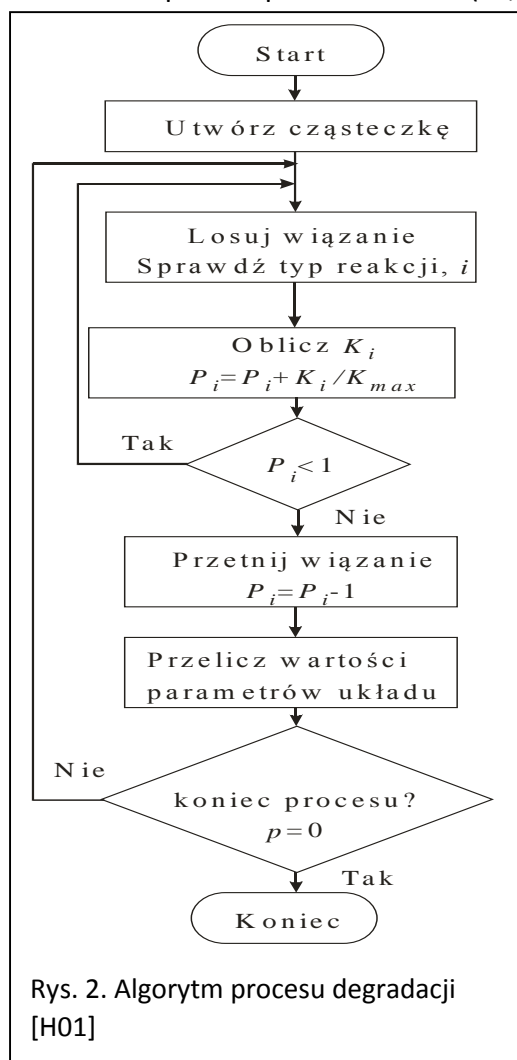 Start
Utwórz cząsteczkę
Losuj wiązanie
Sprawdź typ reakcji, i
Oblicz K_i
P_i=P_i+K_i/K_max
Tak
P_i<1
Nie
Przetnij wiązanie
P_i=P_i-1
Przelicz wartości
parametrów układu
Nie
koniec procesu?
p=0
Tak
Koniec
Rys. 2. Algorytm procesu degradacji
[H01]